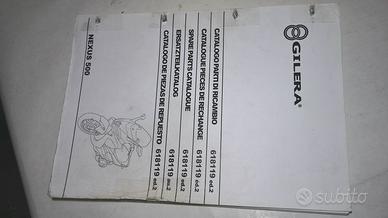 GILERA
CATALOGO PARTI DI RICAMBIO 618119 ed.2
CATALOGUE PIECES DE RECHANGE 618119 ed.2
SPARE PARTS CATALOGUE 618119 ed.2
ERSATZTEILKATALOG 618119 ed.2
CATALOGO DE PIEZAS DE REPUESTO 618119 ed.2
NEXUS 500
subito